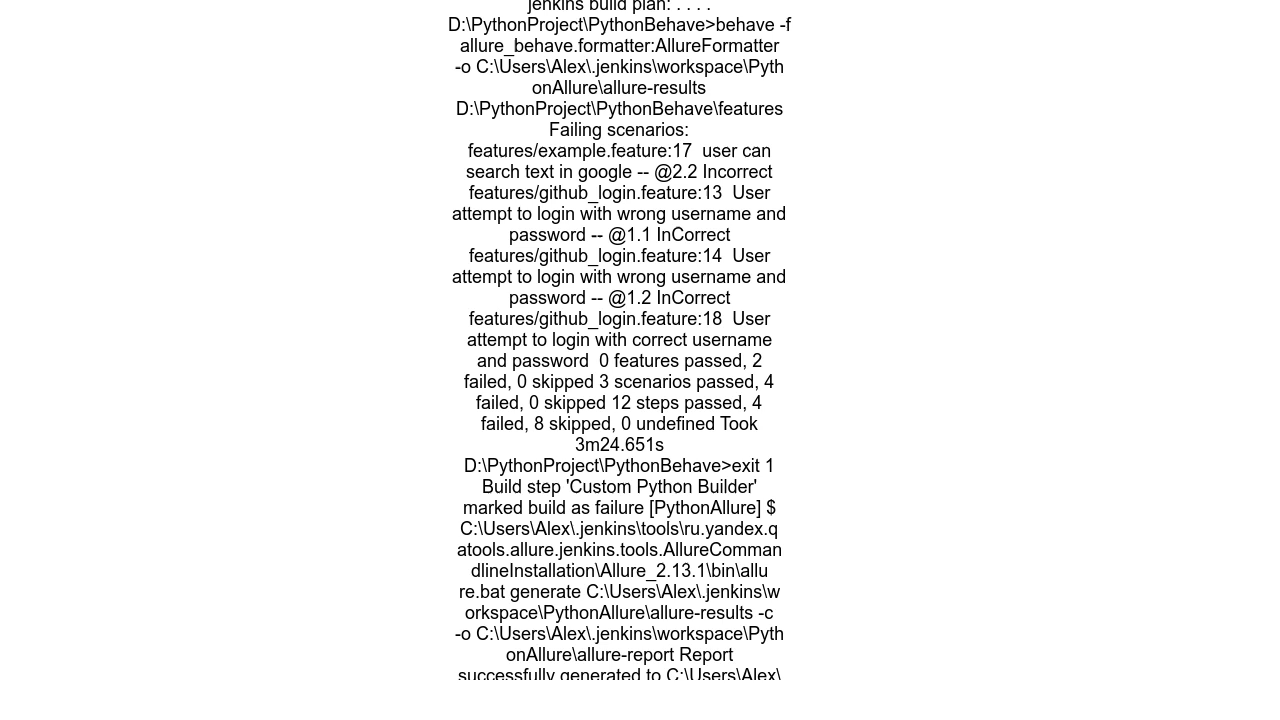 jenkins build plan: . . . .
D:\PythonProject\PythonBehave>behave -f
allure_behave.formatter:AllureFormatter
-o C:\Users\Alex\.jenkins\workspace\Pyth
onAllure\allure-results
D:\PythonProject\PythonBehave\features
Failing scenarios:
features/example.feature:17  user can
search text in google -- @2.2 Incorrect
features/github_login.feature:13  User
attempt to login with wrong username and
password -- @1.1 InCorrect
features/github_login.feature:14  User
attempt to login with wrong username and
password -- @1.2 InCorrect
features/github_login.feature:18  User
attempt to login with correct username
and password  0 features passed, 2
failed, 0 skipped 3 scenarios passed, 4
failed, 0 skipped 12 steps passed, 4
failed, 8 skipped, 0 undefined Took
3m24.651s
D:\PythonProject\PythonBehave>exit 1
Build step 'Custom Python Builder'
marked build as failure [PythonAllure] $
C:\Users\Alex\.jenkins\tools\ru.yandex.q
atools.allure.jenkins.tools.AllureComman
dlineInstallation\Allure_2.13.1\bin\allu
re.bat generate C:\Users\Alex\.jenkins\w
orkspace\PythonAllure\allure-results -c
-o C:\Users\Alex\.jenkins\workspace\Pyth
onAllure\allure-report Report
successfully generated to C:\Users\Alex\